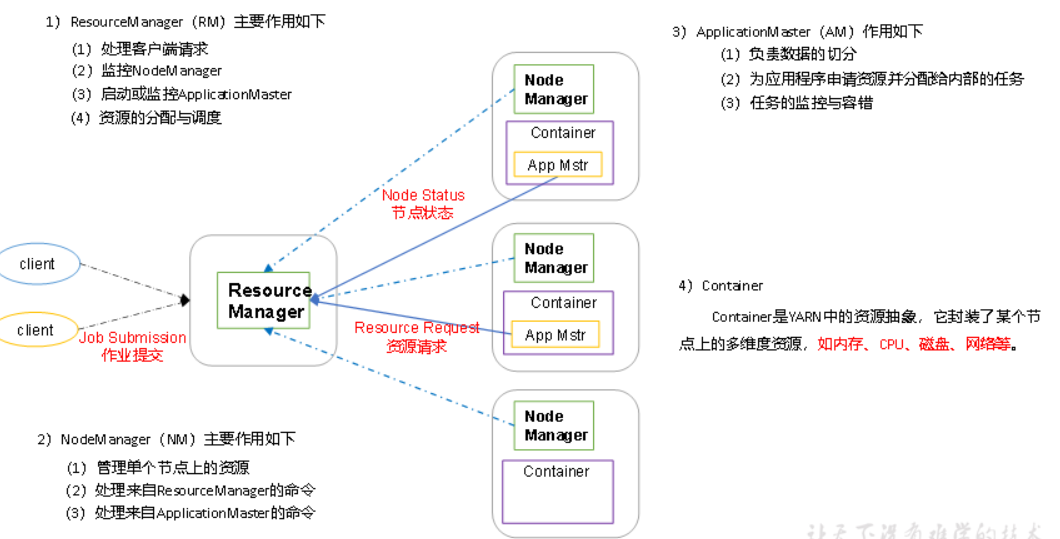 1) ResourceManager（RM）主要作用如下
(1) 处理客户端请求
(2) 监控NodeManager
(3) 启动或监控ApplicationMaster
(4) 资源的分配与调度
3) ApplicationMaster（AM）作用如下
(1) 负责数据的切分
(2) 为应用程序申请资源并分配给内部的任务
(3) 任务的监控与容错
Node
Manager
Container
App Mstr
Node Status
节点状态
client
client
Job Submission
作业提交
Resource
Manager
Resource Request
资源请求
Node
Manager
Container
App Mstr
4) Container
Container是YARN中的资源抽象，它封装了某个节
点上的多维度资源，如内存、CPU、磁盘、网络等。
2) NodeManager（NM）主要作用如下
(1) 管理单个节点上的资源
(2) 处理来自ResourceManager的命令
(3) 处理来自ApplicationMaster的命令
Node
Manager
Container
让天下没有难学的技术